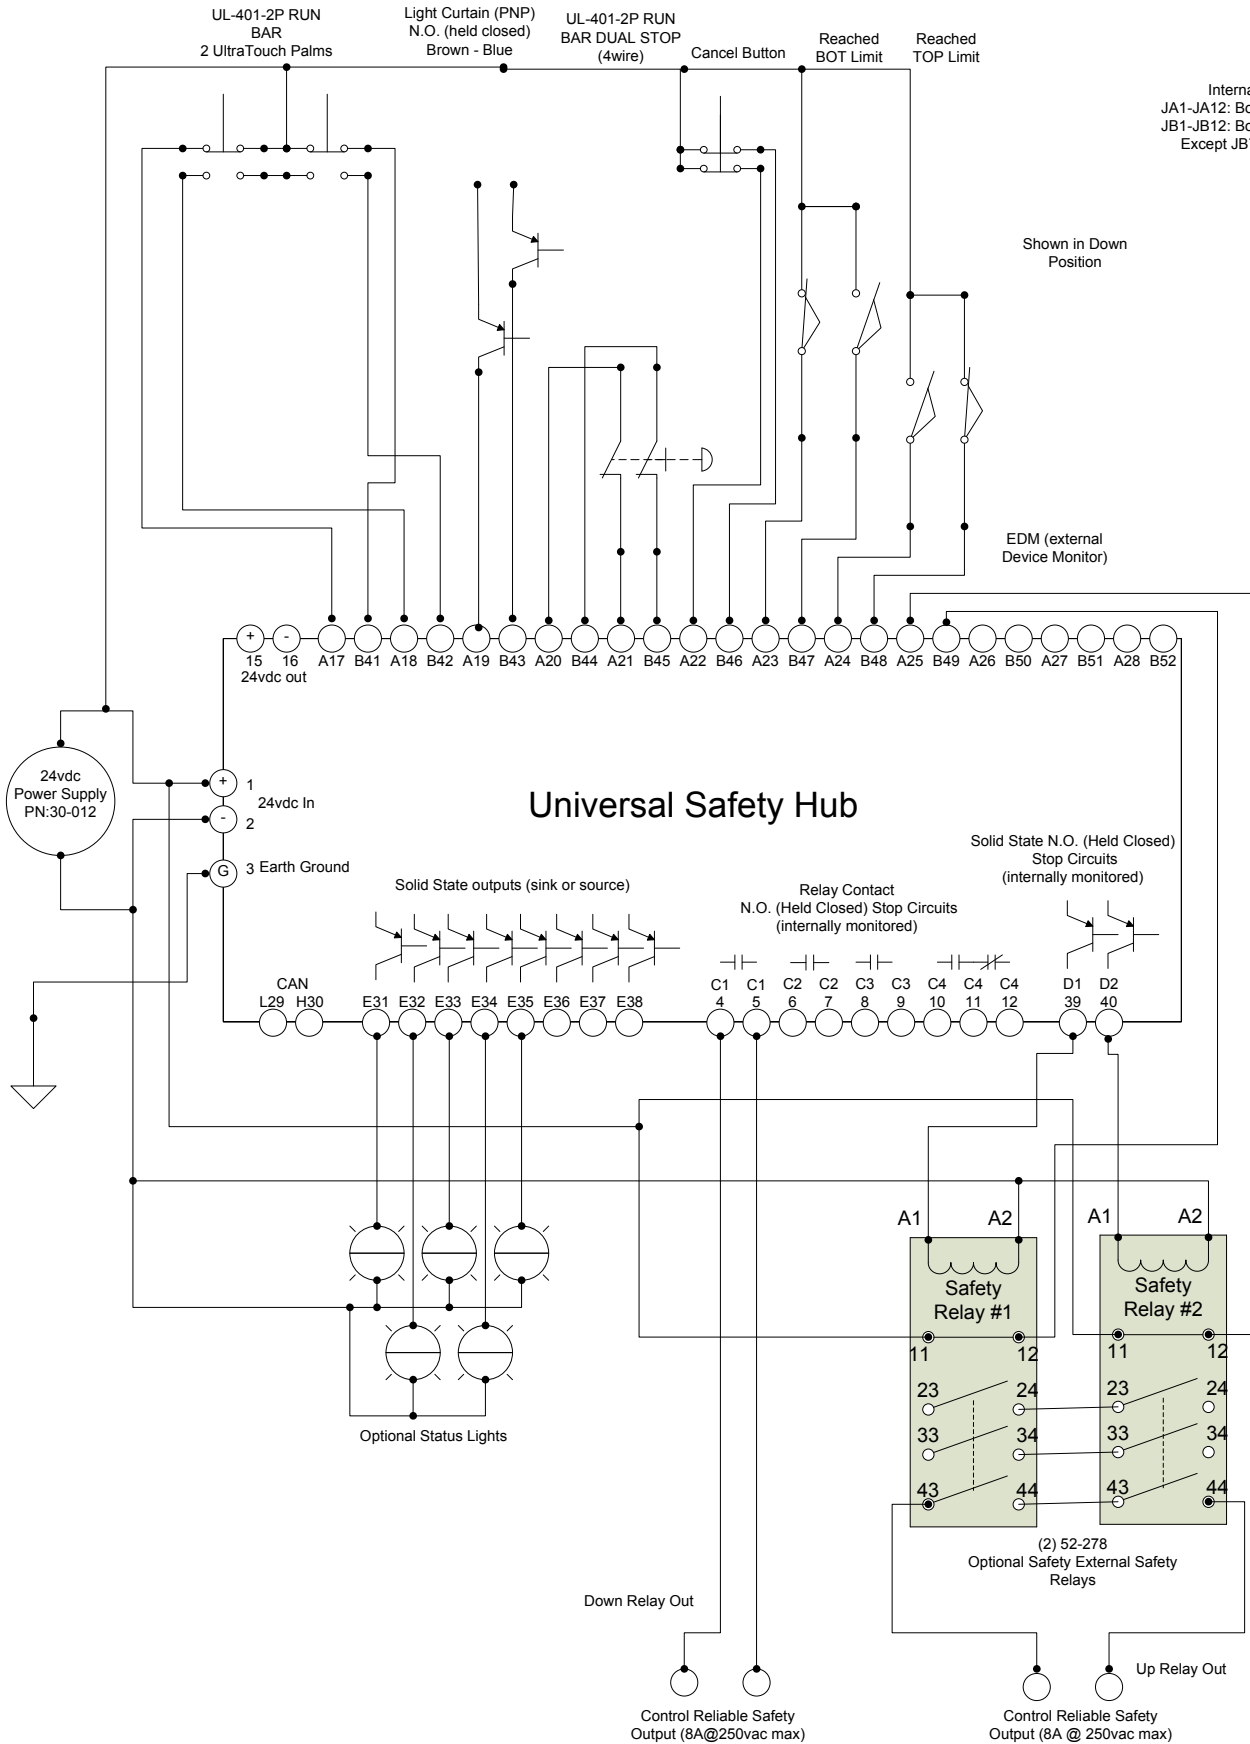 UL-401-2P RUN
BAR
2 UltraTouch Palms
Light Curtain (PNP)
N.O. (held closed)
Brown - Blue
UL-401-2P RUN
BAR DUAL STOP
(4wire)
Cancel Button
Reached
BOT Limit
Reached
TOP Limit
JA1-JA12:
JB1-JB12:
Except
Shown in Down
Position
EDM (external
Device Monitor)
+ - 
15 16 A17 B41 A18 B42 A19 B43 A20 B44 A21 B45 A22 B46 A23 B47 A24 B48 A25 B49 A26 B50 A27 B51 A28 B52
24vdc out
24vdc
Power Supply
PN:30-012
+ 1
24vdc In
- 2
G 3 Earth Ground
Universal Safety Hub
Solid State outputs (sink or source)
Relay Contact
N.O. (Held Closed) Stop Circuits
(internally monitored)
Solid State N.O. (Held Closed)
Stop Circuits
(internally monitored)
CAN
L29 H30
E31 E32 E33 E34 E35 E36 E37 E38
C1 C1 C2 C2 C3 C3 C4 C4 C4
4 5 6 7 8 9 10 11 12
D1 D2
39 40
A1 A2
Safety
Relay #1
11 12
23 24
33 34
43 44
A1 A2
Safety
Relay #2
11 12
23 24
33 34
43 44
Optional Status Lights
(2) 52-278
Optional Safety External Safety
Relays
Down Relay Out
Up Relay Out
Control Reliable Safety
Output (8A@250vac max)
Control Reliable Safety
Output (8A @ 250vac max)